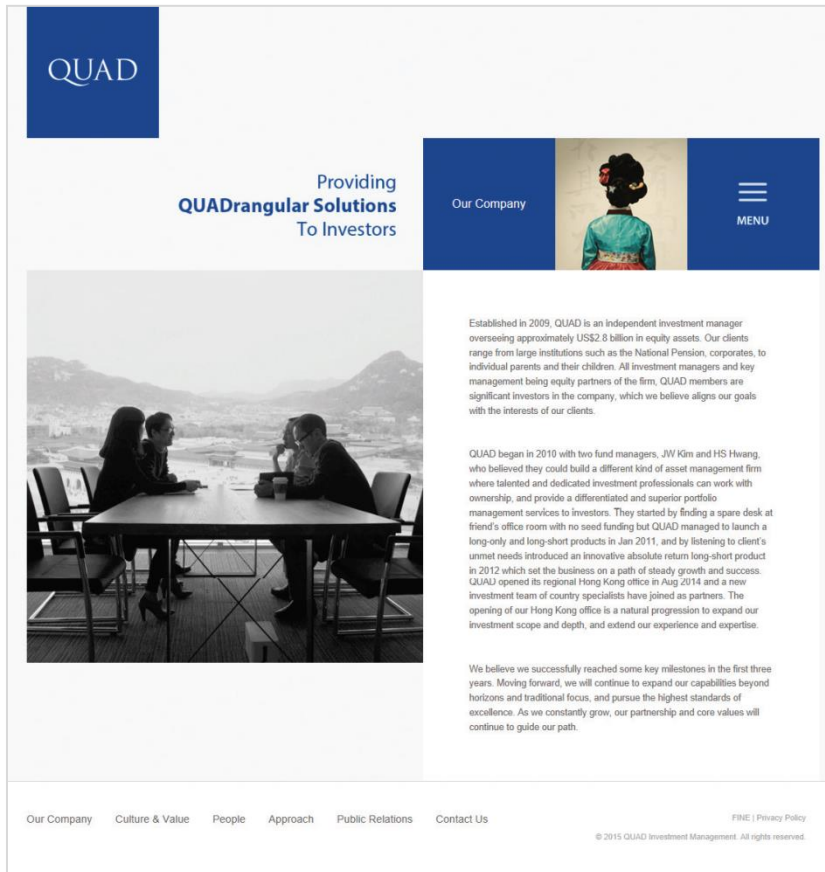 QUAD
Providing
QUADrangular Solutions
To Investors
Our Company
MENU
Established in 2009, QUAD is an independent investment manager
overseeing approximately US$2.8 billion in equity assets. Our clients
range from large institutions such as the National Pension, corporates, to
individual parents and their children. All investment managers and key
management being equity partners of the firm, QUAD members are
significant investors in the company, which we believe aligns our goals
with the interests of our clients.
QUAD began in 2010 with two fund managers, JW Kim and HS Hwang,
who believed they could build a different kind of asset management firm
where talented and dedicated investment professionals can work with
ownership, and provide a differentiated and superior portfolio
management services to investors. They started by finding a spare desk at
friend's office room with no seed funding but QUAD managed to launch a
long-only and long-short products in Jan 2011, and by listening to client's
unmet needs introduced an innovative absolute return long-short product
in 2012 which set the business on a path of steady growth and success.
QUAD opened its regional Hong Kong office in Aug 2014 and a new
investment team of country specialists have joined as partners. The
opening of our Hong Kong office is a natural progression to expand our
investment scope and depth, and extend our experience and expertise.
We believe we successfully reached some key milestones in the first three
years. Moving forward, we will continue to expand our capabilities beyond
horizons and traditional focus, and pursue the highest standards of
excellence. As we constantly grow, our partnership and core values will
continue to guide our path.
Our Company Culture & Value People Approach Public Relations Contact Us
FINE | Privacy Policy
© 2015 QUAD Investment Management. All rights reserved.